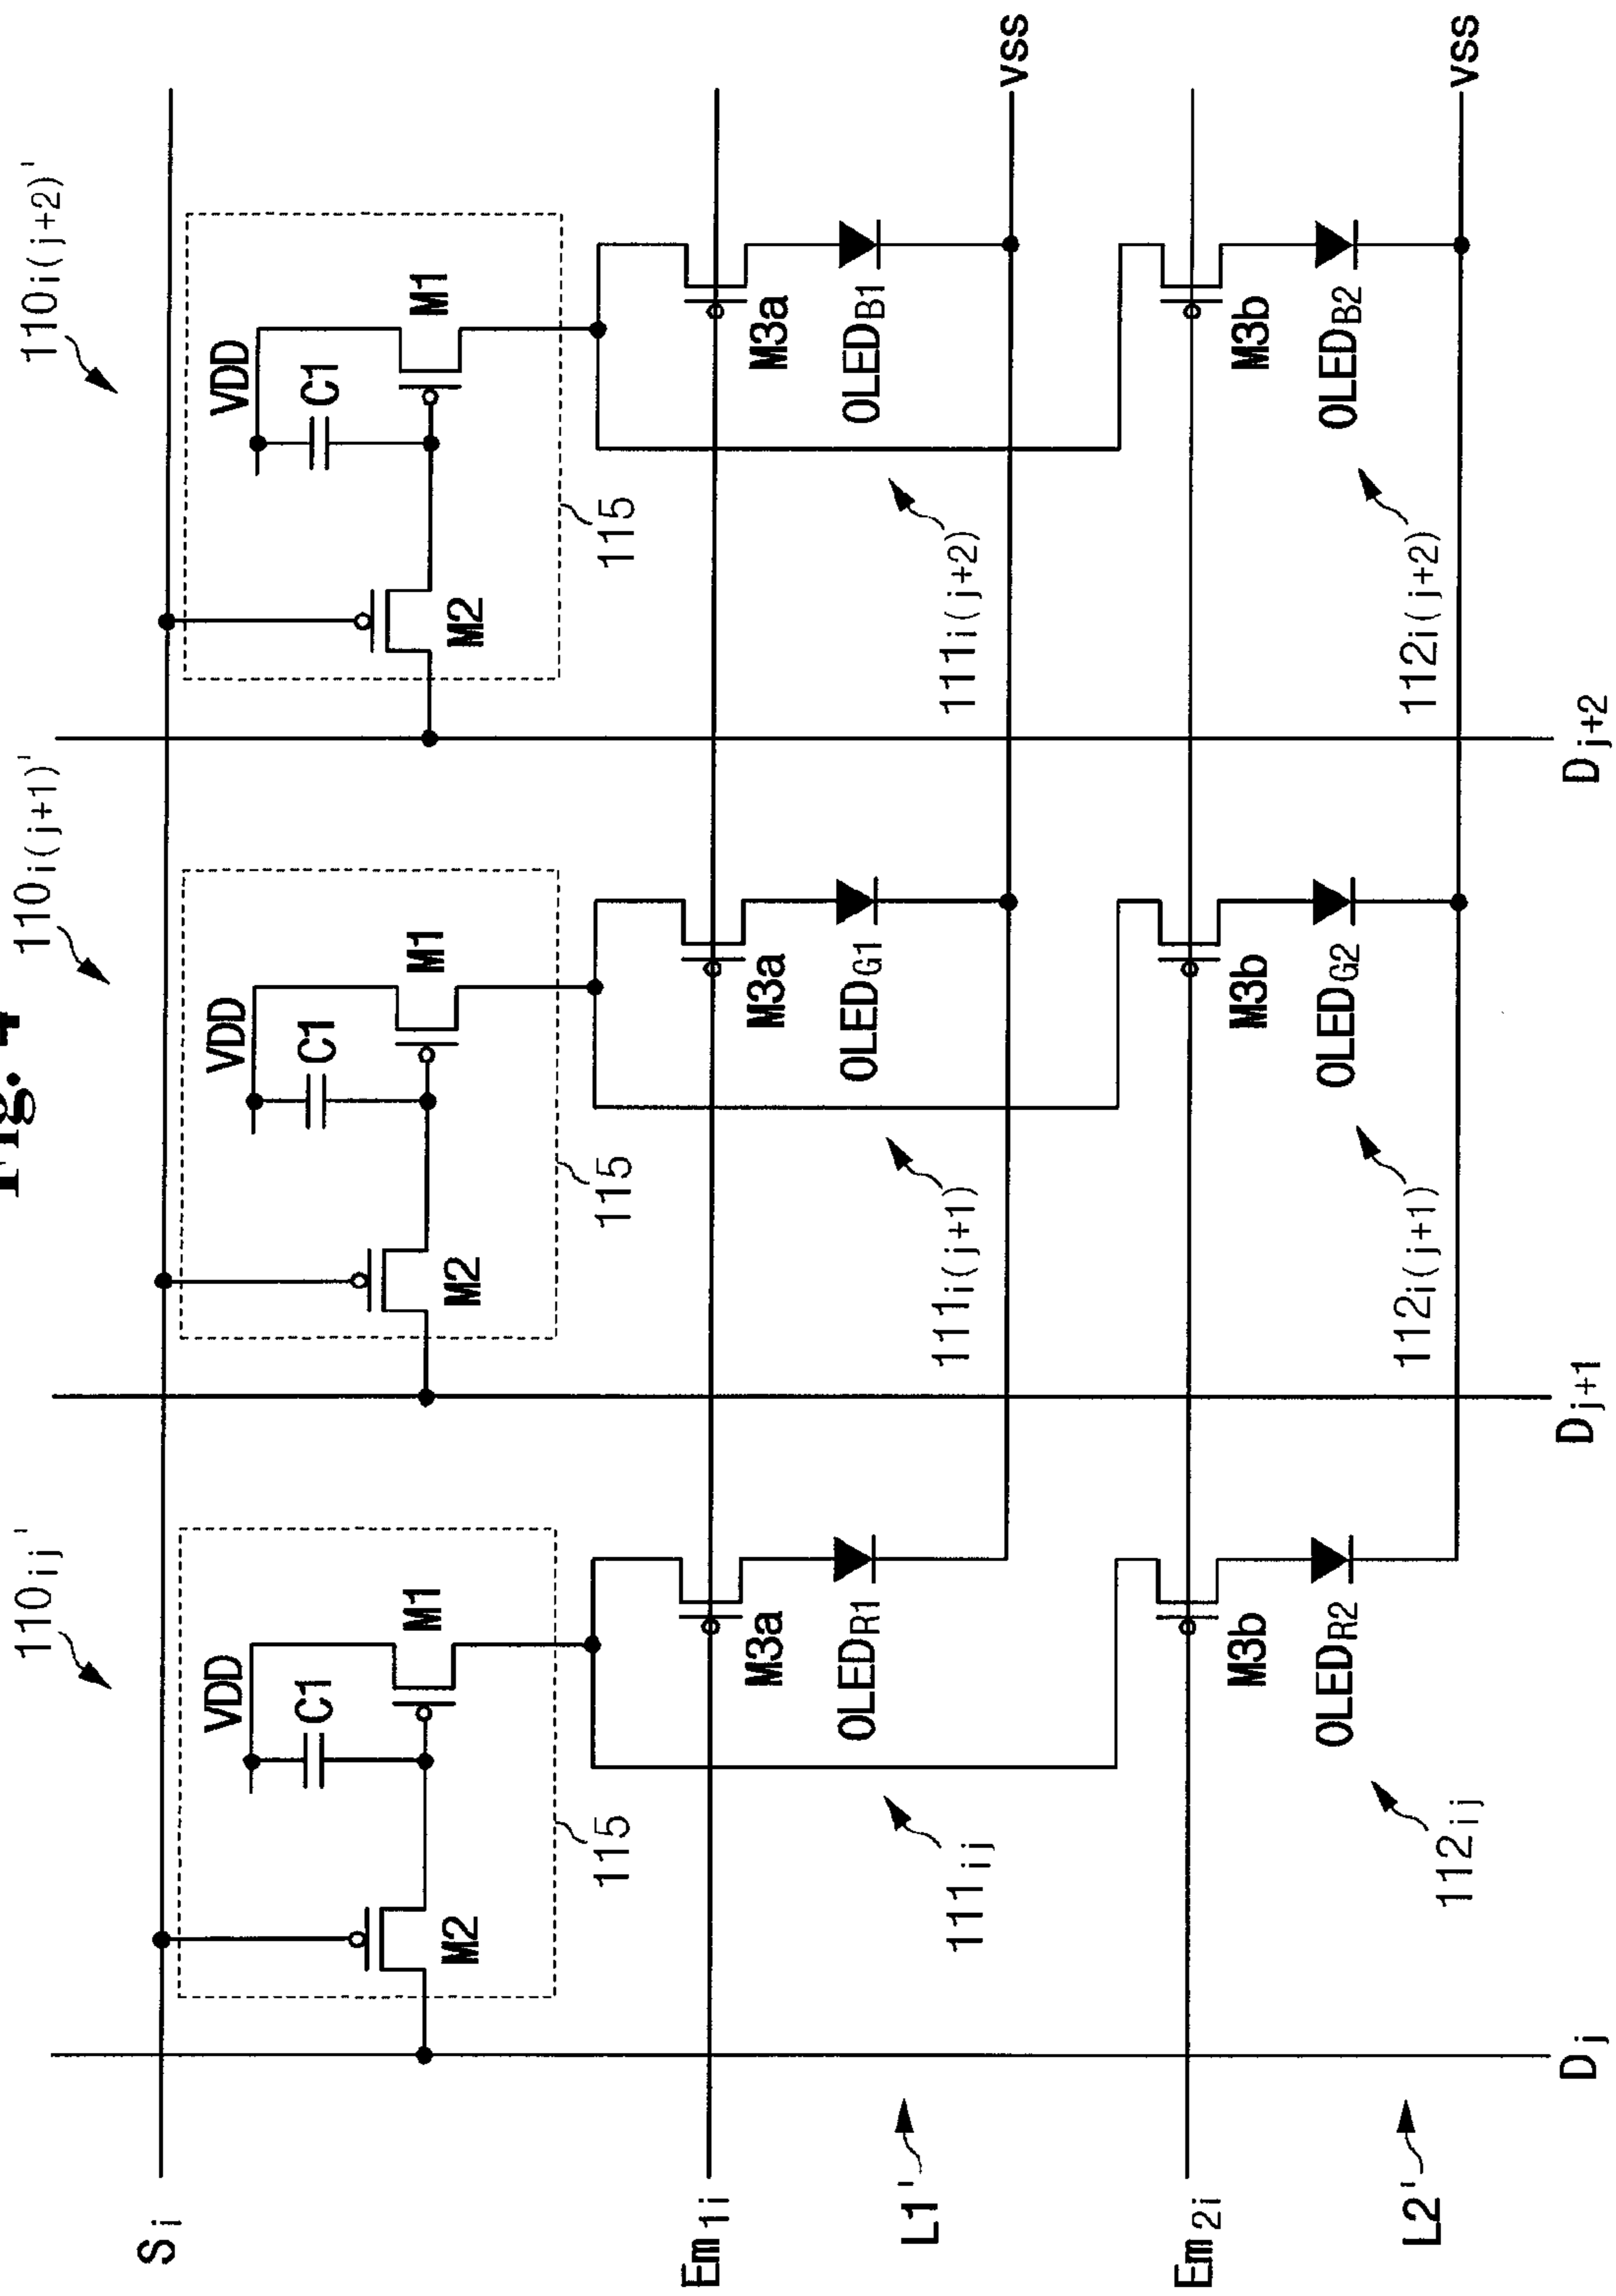 Fig. 4
110ij' 110i(j+1)' 110i(j+2)'
Si
VDD VDD VDD
C1 C1 C1
M1 M1 M1
M2 M2 M2
115 115 115
Em1i
M3a M3a M3a
OLEDR1 OLEDG1 OLEDB1
L1'
111ij 111i(j+1) 111i(j+2)
VSS
Em2i
M3b M3b M3b
OLEDR2 OLEDG2 OLEDB2
L2'
112ij 112i(j+1) 112i(j+2)
VSS
Dj Dj+1 Dj+2